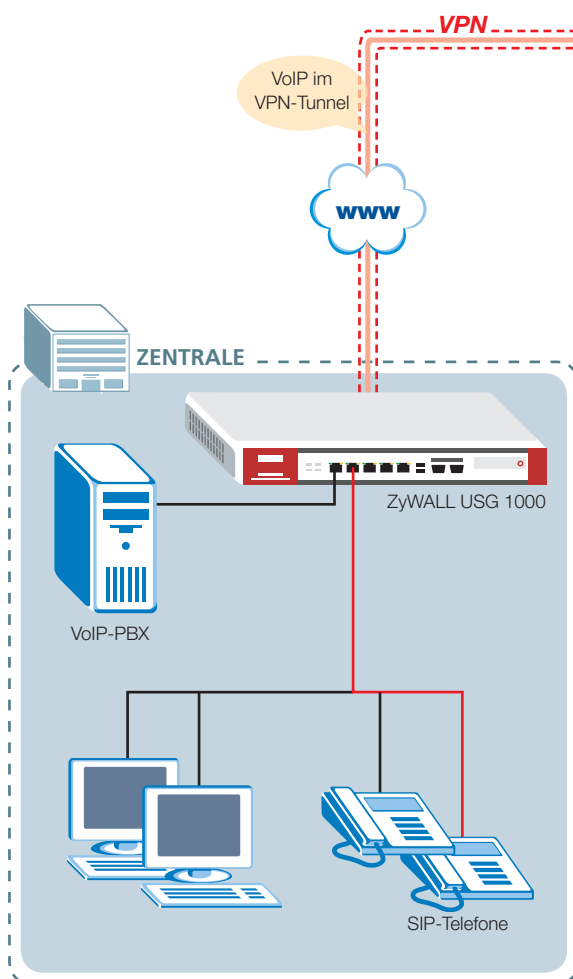 VPN
VoIP im
VPN-Tunnel
www
ZENTRALE
ZyWALL USG 1000
VoIP-PBX
SIP-Telefone